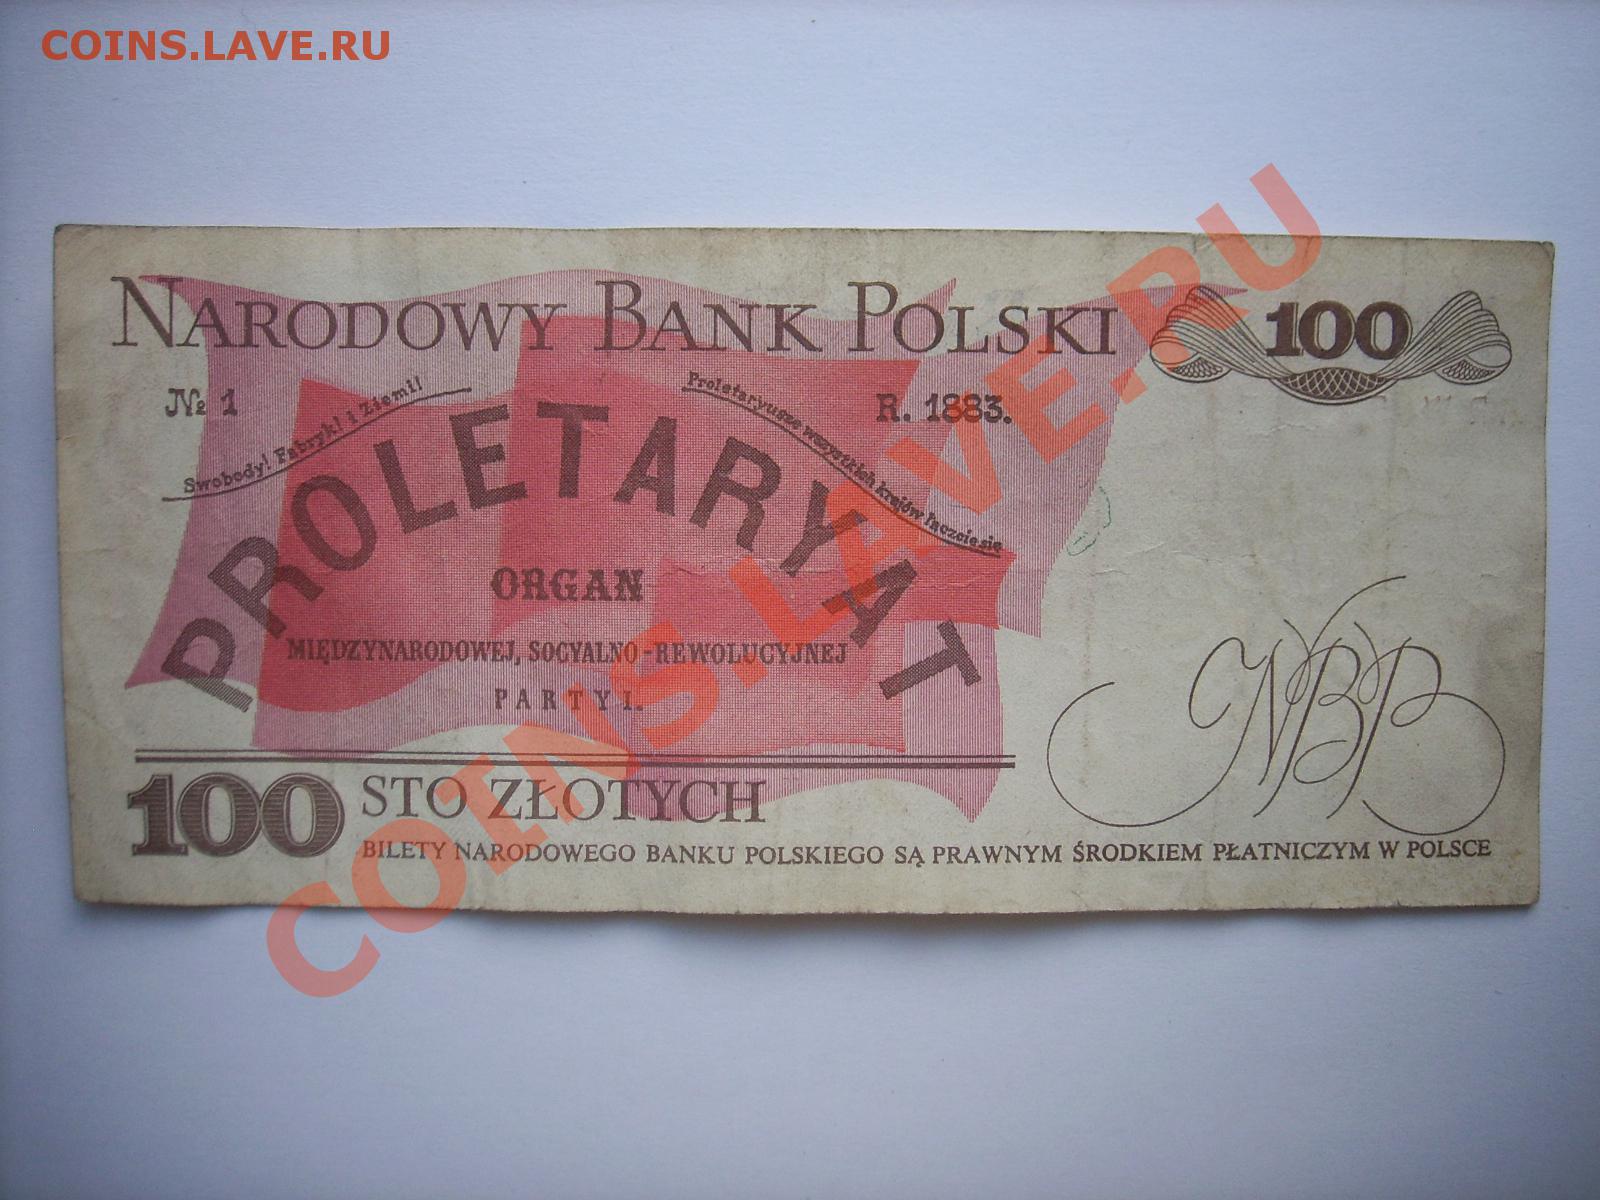 COINS.LAVE.RU
NARODOWY BANK POLSKI
100
№ 1
Swobody! Fabryk! i Ziemi!
Proletaryusze wszystkich krajów łączcie się
R. 1883.
PROLETARYAT
ORGAN
MIĘDZYNARODOWEJ, SOCYALNO-REWOLUCYJNEJ
PARTYI.
NBP
100 STO ZŁOTYCH
BILETY NARODOWEGO BANKU POLSKIEGO SĄ PRAWNYM ŚRODKIEM PŁATNICZYM W POLSCE
COINS.LAVE.RU